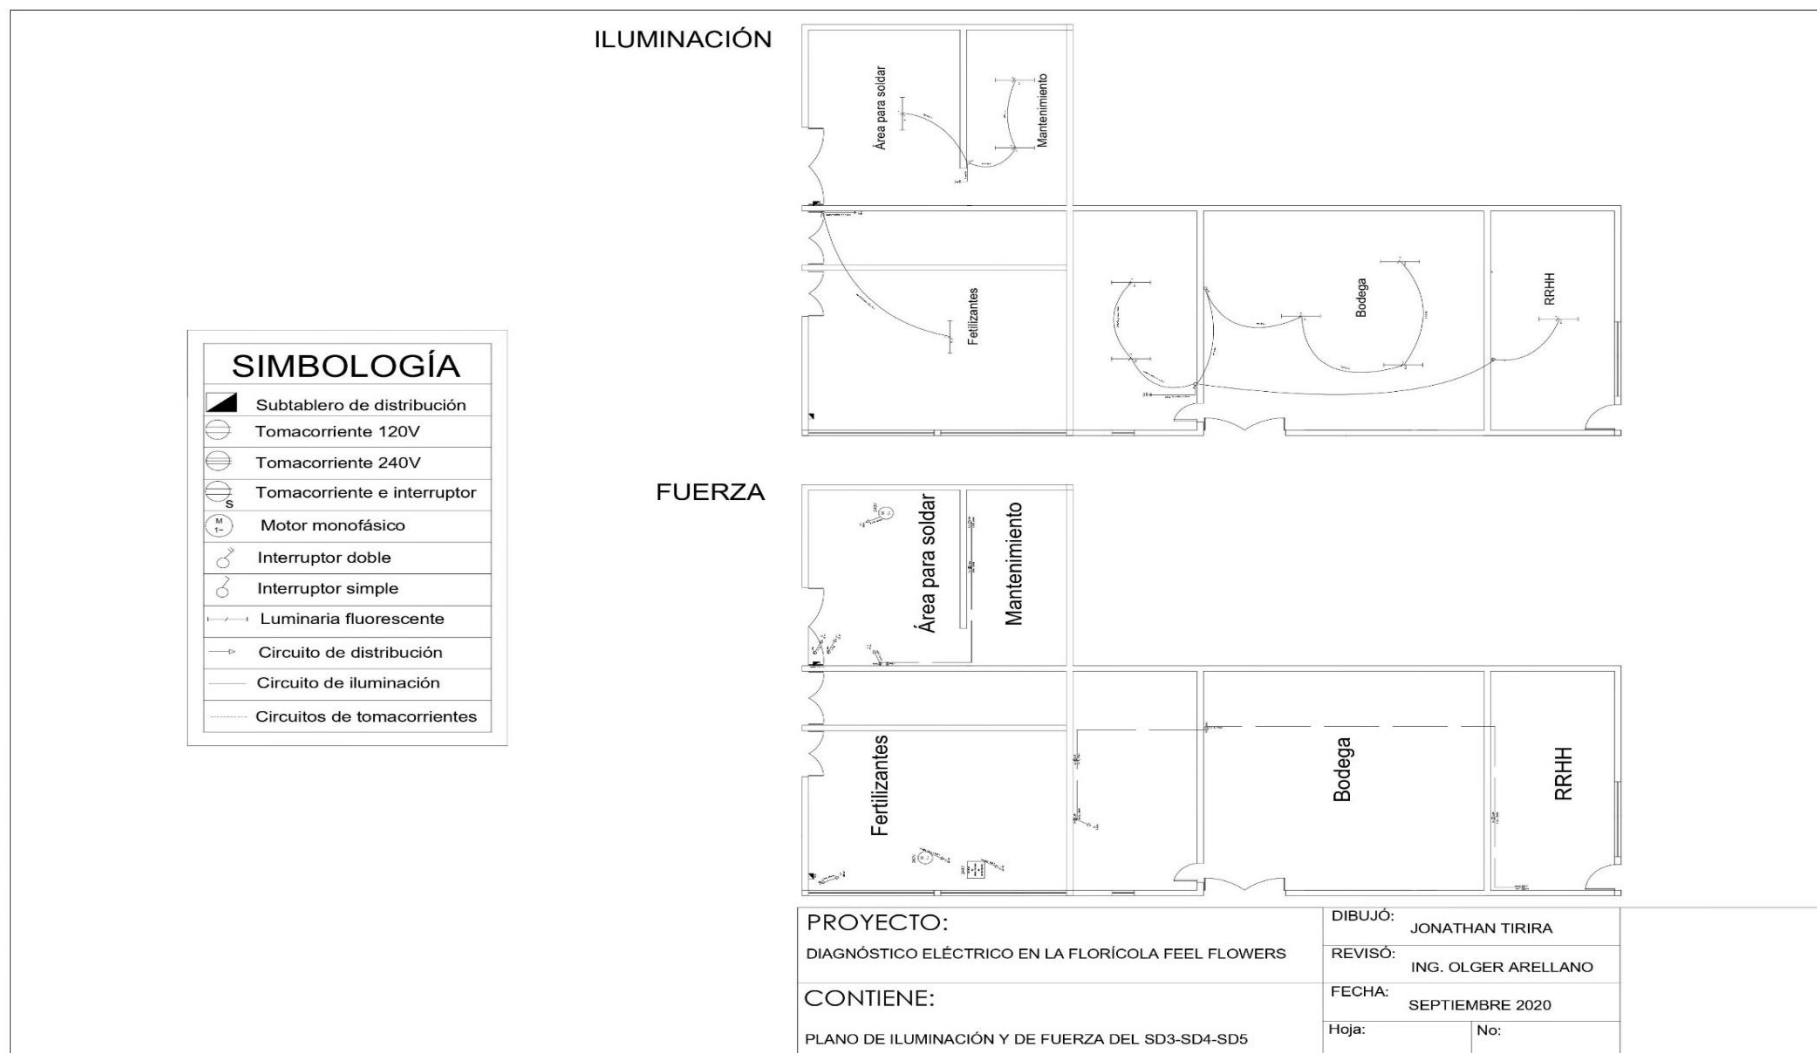 ILUMINACIÓN
Área para soldar
Mantenimiento
Fetilizantes
Bodega
RRHH
SIMBOLOGÍA
Subtablero de distribución
Tomacorriente 120V
Tomacorriente 240V
Tomacorriente e interruptor
S
M
1~
Motor monofásico
Interruptor doble
Interruptor simple
Luminaria fluorescente
Circuito de distribución
Circuito de iluminación
Circuitos de tomacorrientes
FUERZA
Área para soldar
Mantenimiento
Fertilizantes
Bodega
RRHH
PROYECTO:
DIAGNÓSTICO ELÉCTRICO EN LA FLORÍCOLA FEEL FLOWERS
CONTIENE:
PLANO DE ILUMINACIÓN Y DE FUERZA DEL SD3-SD4-SD5
DIBUJÓ: JONATHAN TIRIRA
REVISÓ: ING. OLGER ARELLANO
FECHA: SEPTIEMBRE 2020
Hoja: No: